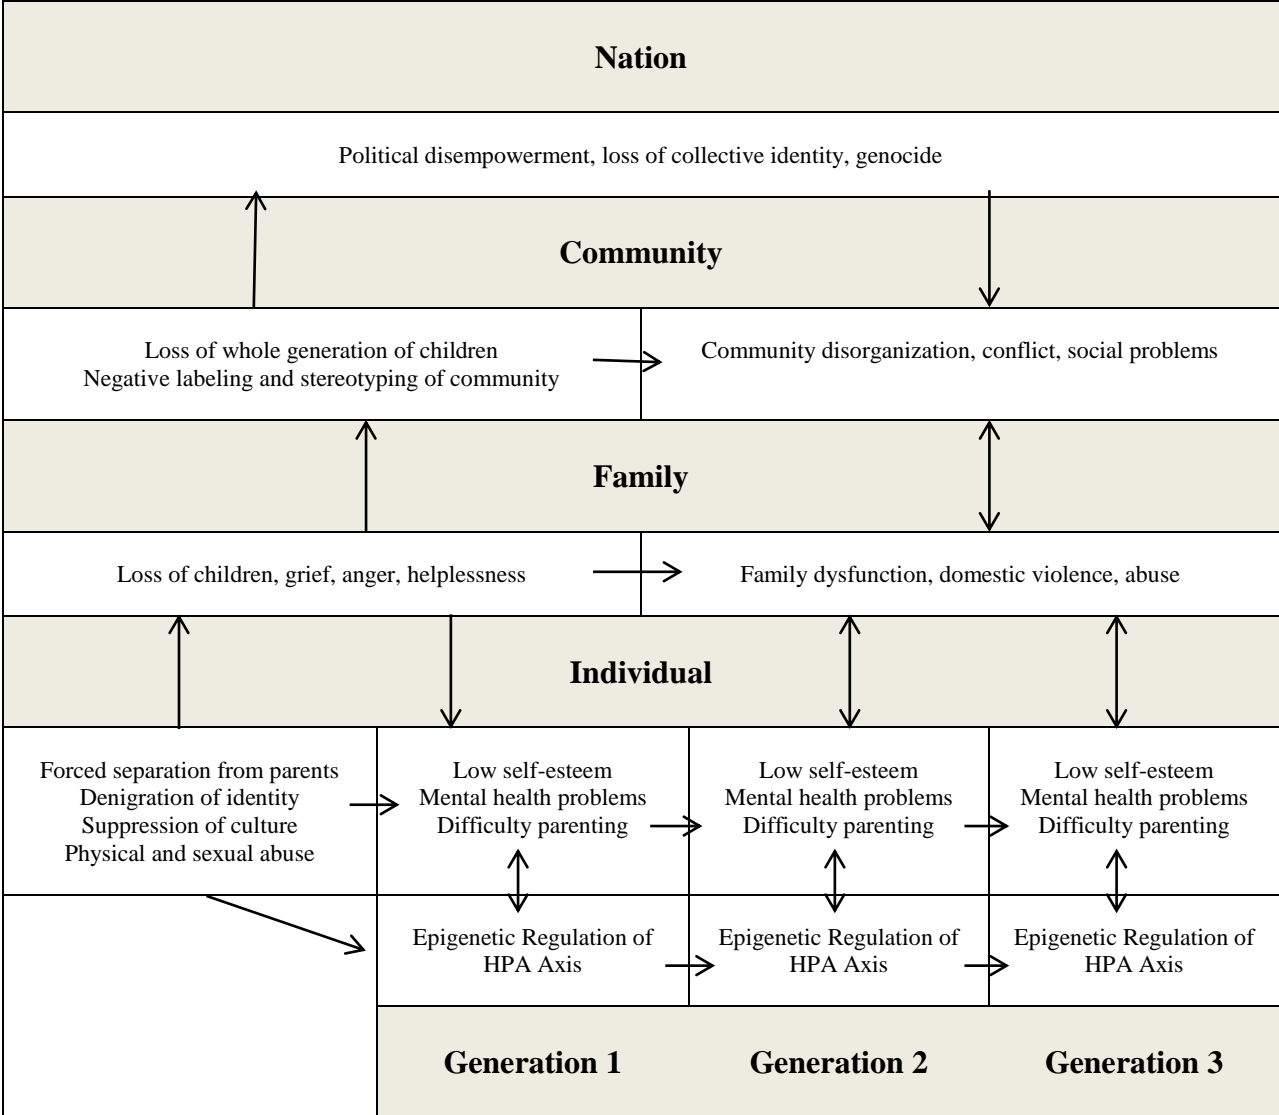 Nation
Political disempowerment, loss of collective identity, genocide
Community
Loss of whole generation of children
Negative labeling and stereotyping of community
Community disorganization, conflict, social problems
Family
Loss of children, grief, anger, helplessness
Family dysfunction, domestic violence, abuse
Individual
Forced separation from parents
Denigration of identity
Suppression of culture
Physical and sexual abuse
Low self-esteem
Mental health problems
Difficulty parenting
Low self-esteem
Mental health problems
Difficulty parenting
Low self-esteem
Mental health problems
Difficulty parenting
Epigenetic Regulation of
HPA Axis
Epigenetic Regulation of
HPA Axis
Epigenetic Regulation of
HPA Axis
Generation 1
Generation 2
Generation 3